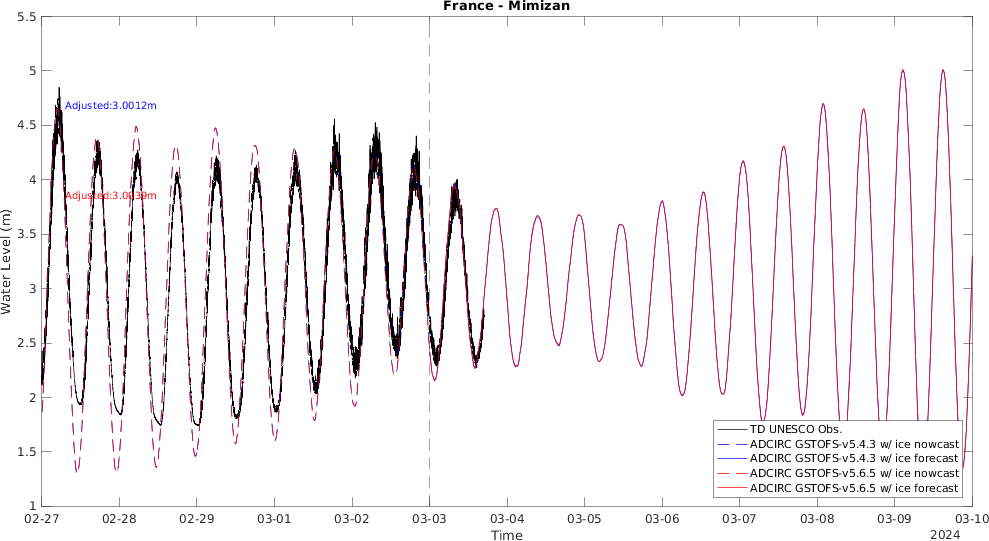 France - Mimizan
Water Level (m)
5.5
5
4.5
4
3.5
3
2.5
2
1.5
1
Adjusted:3.0012m
Adjusted:3.0039m
TD UNESCO Obs.
ADCIRC GSTOFS-v5.4.3 w/ ice nowcast
ADCIRC GSTOFS-v5.4.3 w/ ice forecast
ADCIRC GSTOFS-v5.6.5 w/ ice nowcast
ADCIRC GSTOFS-v5.6.5 w/ ice forecast
02-27 02-28 02-29 03-01 03-02 03-03 03-04 03-05 03-06 03-07 03-08 03-09 03-10
Time
2024